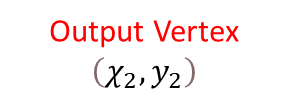 Output Vertex
(χ₂, y₂)